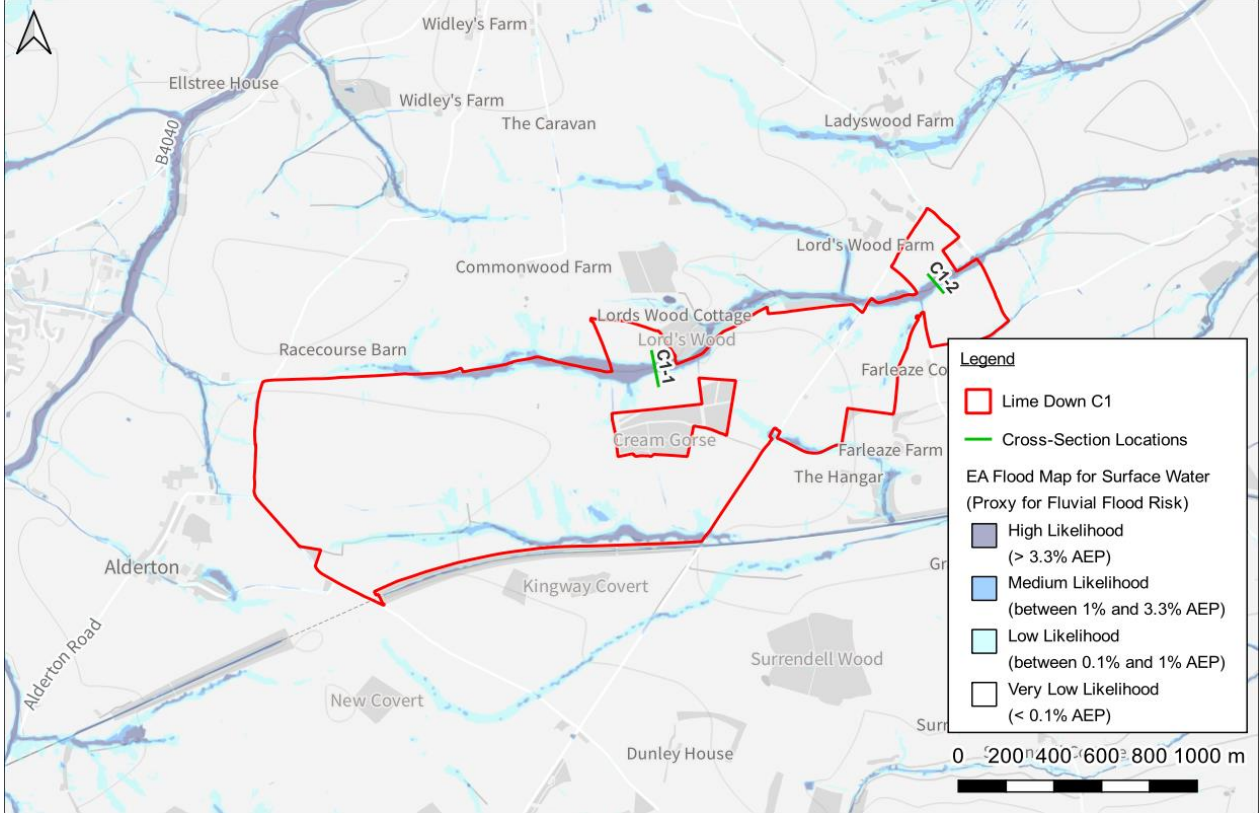 Widley's Farm
Ellstree House
Widley's Farm
The Caravan
Ladyswood Farm
B4040
Lord's Wood Farm
C1-2
Commonwood Farm
Lords Wood Cottage
Lord's Wood
Racecourse Barn
C1-1
Farleaze Co
Cream Gorse
Farleaze Farm
The Hangar
Alderton
Kingway Covert
Gr
Alderton Road
Surrendell Wood
New Covert
Surr
Dunley House
Legend
Lime Down C1
Cross-Section Locations
EA Flood Map for Surface Water
(Proxy for Fluvial Flood Risk)
High Likelihood
(> 3.3% AEP)
Medium Likelihood
(between 1% and 3.3% AEP)
Low Likelihood
(between 0.1% and 1% AEP)
Very Low Likelihood
(< 0.1% AEP)
0 200 400 600 800 1000 m